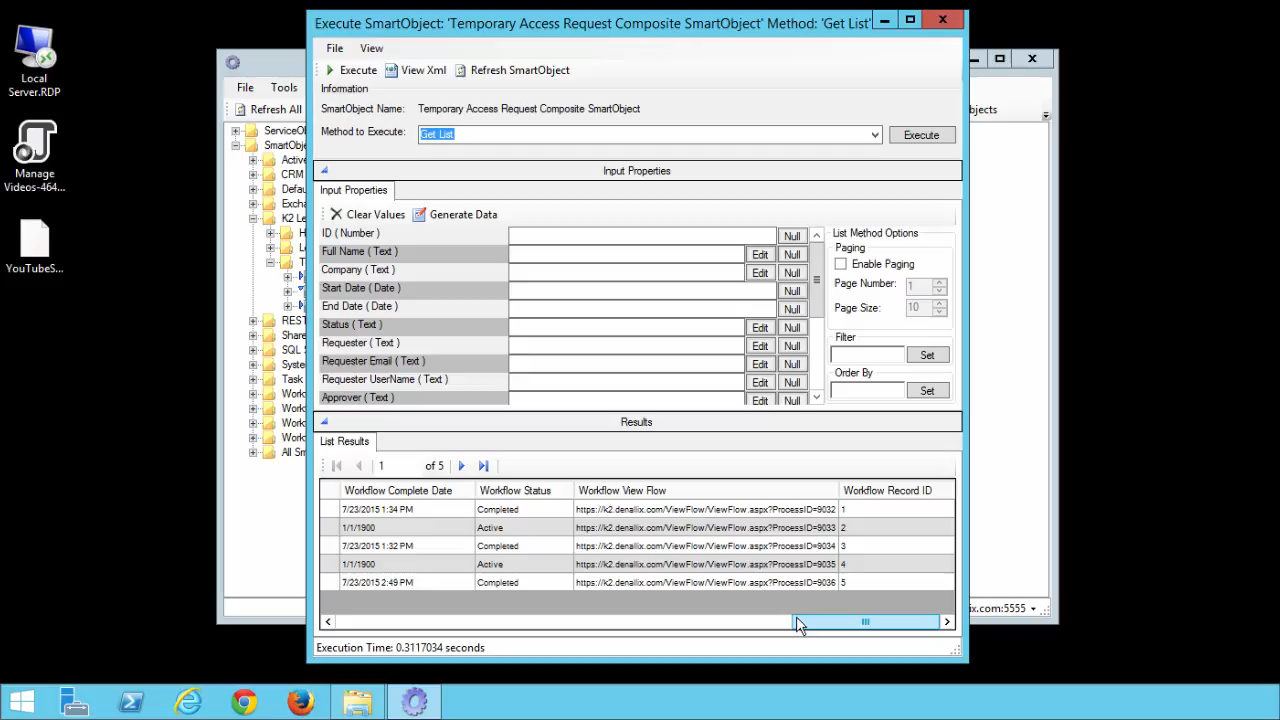 Execute SmartObject: 'Temporary Access Request Composite SmartObject' Method: 'Get List'
File View
Execute View Xml Refresh SmartObject
Information
SmartObject Name: Temporary Access Request Composite SmartObject
Method to Execute: Get List Execute
Input Properties
Input Properties
Clear Values Generate Data
ID ( Number ) Null
Full Name ( Text ) Edit Null
Company ( Text ) Edit Null
Start Date ( Date ) Null
End Date ( Date ) Null
Status ( Text ) Edit Null
Requester ( Text ) Edit Null
Requester Email ( Text ) Edit Null
Requester UserName ( Text ) Edit Null
Approver ( Text ) Edit Null
List Method Options
Paging
Enable Paging
Page Number: 1
Page Size: 10
Filter
Set
Order By
Set
Results
List Results
1 of 5
Workflow Complete Date Workflow Status Workflow View Flow Workflow Record ID
7/23/2015 1:34 PM Completed https://k2.denallix.com/ViewFlow/ViewFlow.aspx?ProcessID=9032 1
1/1/1900 Active https://k2.denallix.com/ViewFlow/ViewFlow.aspx?ProcessID=9033 2
7/23/2015 1:32 PM Completed https://k2.denallix.com/ViewFlow/ViewFlow.aspx?ProcessID=9034 3
1/1/1900 Active https://k2.denallix.com/ViewFlow/ViewFlow.aspx?ProcessID=9035 4
7/23/2015 2:49 PM Completed https://k2.denallix.com/ViewFlow/ViewFlow.aspx?ProcessID=9036 5
Execution Time: 0.3117034 seconds
File Tools
Refresh All
ServiceOl
SmartObje
Active
CRM
Defau
Excha
K2 Le
H
L
T
REST
Share
SQL S
Syste
Task
Work
Work
Work
Work
All Sm
objects
ix.com:5555
Local
Server.RDP
Manage
Videos-464...
YouTubeS...